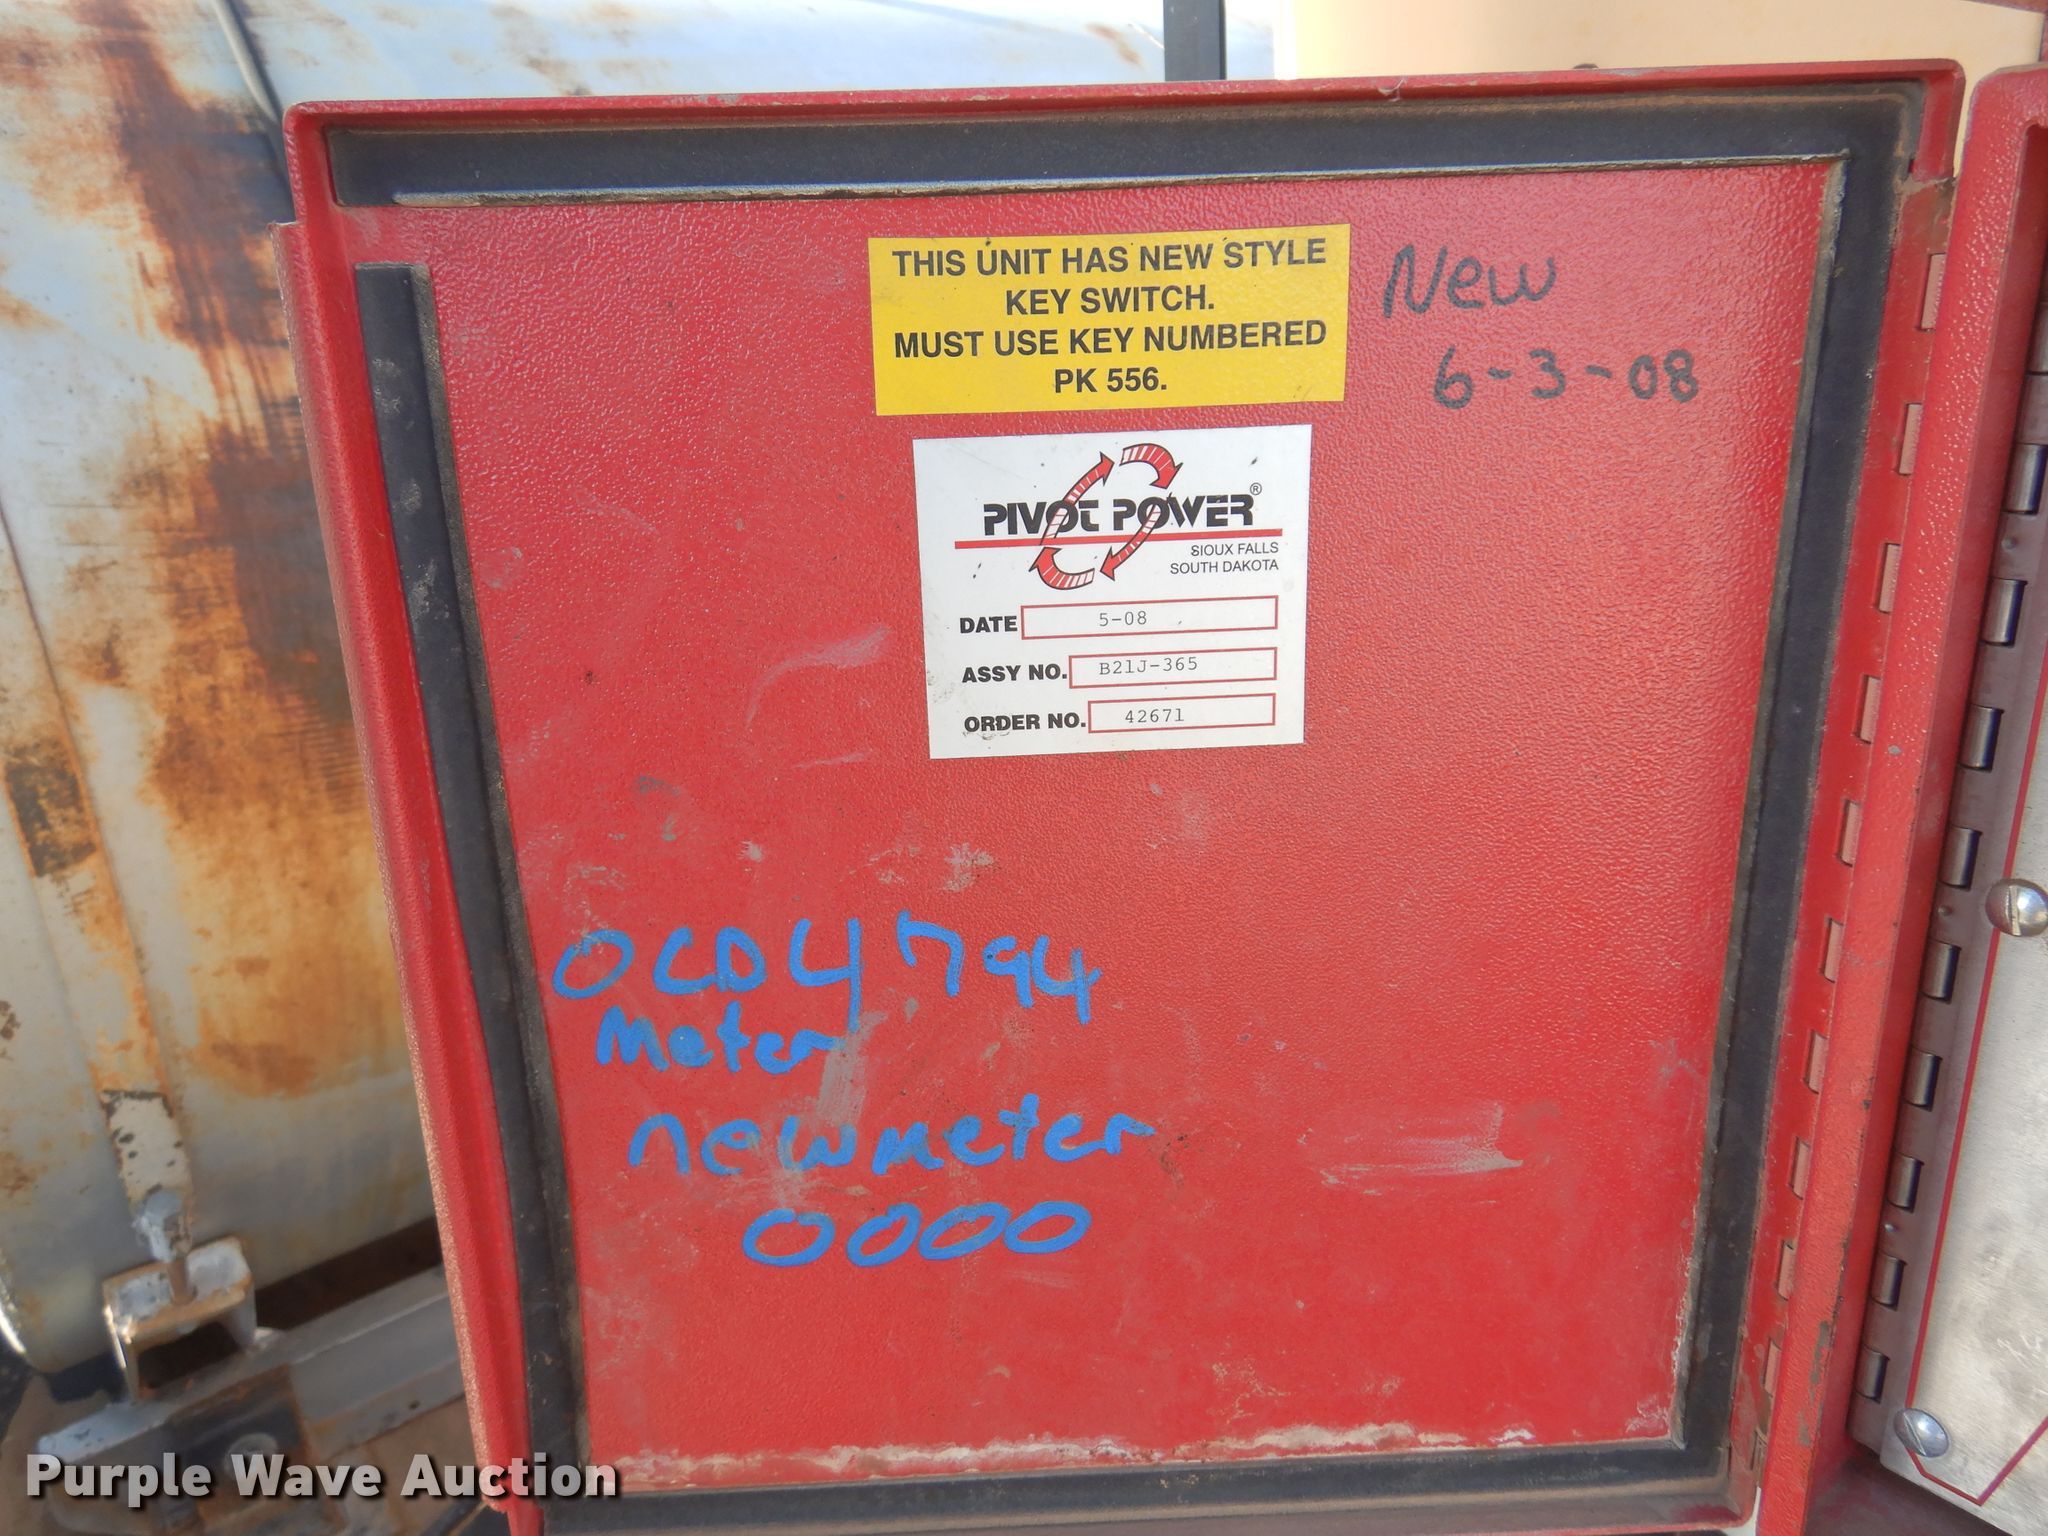 THIS UNIT HAS NEW STYLE
KEY SWITCH.
MUST USE KEY NUMBERED
PK 556.
New
6-3-08
PIVOT POWER®
SIOUX FALLS
SOUTH DAKOTA
DATE 5-08
ASSY NO. B21J-365
ORDER NO. 42671
OCD4794
Meter
newmeter
0000
Purple Wave Auction